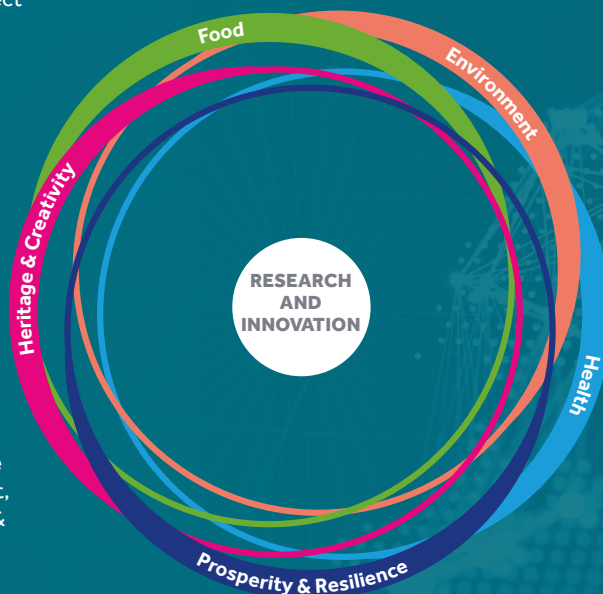 Food
Environment
Heritage & Creativity
RESEARCH
AND
INNOVATION
Health
Prosperity & Resilience